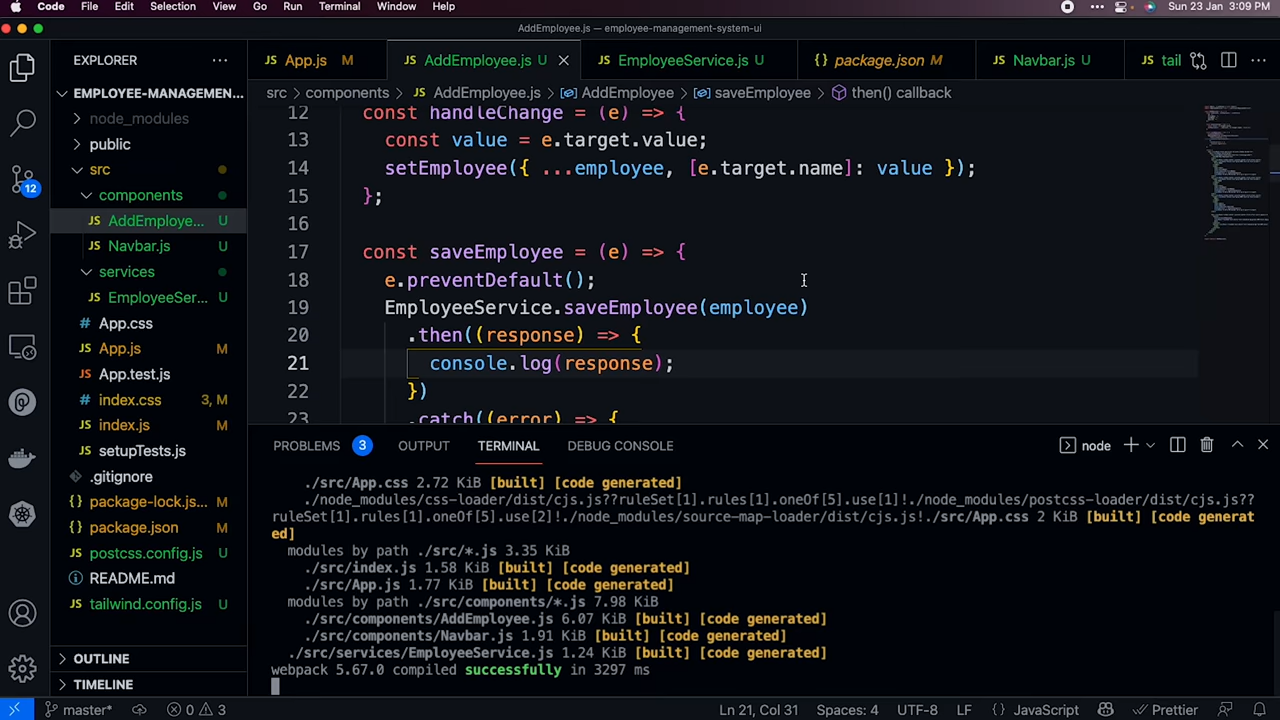 Code File Edit Selection View Go Run Terminal Window Help Sun 23 Jan 3:09 PM
AddEmployee.js — employee-management-system-ui
EXPLORER
App.js M AddEmployee.js U EmployeeService.js U package.json M Navbar.js U tail
EMPLOYEE-MANAGEMEN...
src > components > JS AddEmployee.js > AddEmployee > saveEmployee > then() callback
node_modules
public
src
components
JS AddEmploye... U
JS Navbar.js U
services
JS EmployeeSer... U
# App.css
JS App.js M
JS App.test.js
# index.css 3, M
JS index.js M
JS setupTests.js
.gitignore
package-lock.js... M
package.json M
postcss.config.js U
README.md
tailwind.config.js U
OUTLINE
TIMELINE
12
12 const handleChange = (e) => {
13 const value = e.target.value;
14 setEmployee({ ...employee, [e.target.name]: value });
15 };
16
17 const saveEmployee = (e) => {
18 e.preventDefault();
19 EmployeeService.saveEmployee(employee)
20 .then((response) => {
21 console.log(response);
22 })
23 .catch((error) => {
PROBLEMS 3 OUTPUT TERMINAL DEBUG CONSOLE node
./src/App.css 2.72 KiB [built] [code generated]
./node_modules/css-loader/dist/cjs.js??ruleSet[1].rules[1].oneOf[5].use[1]!./node_modules/postcss-loader/dist/cjs.js??
ruleSet[1].rules[1].oneOf[5].use[2]!./node_modules/source-map-loader/dist/cjs.js!./src/App.css 2 KiB [built] [code generat
ed]
modules by path ./src/*.js 3.35 KiB
./src/index.js 1.58 KiB [built] [code generated]
./src/App.js 1.77 KiB [built] [code generated]
modules by path ./src/components/*.js 7.98 KiB
./src/components/AddEmployee.js 6.07 KiB [built] [code generated]
./src/components/Navbar.js 1.91 KiB [built] [code generated]
./src/services/EmployeeService.js 1.24 KiB [built] [code generated]
webpack 5.67.0 compiled successfully in 3297 ms
master* 0 3 Ln 21, Col 31 Spaces: 4 UTF-8 LF {} JavaScript Prettier